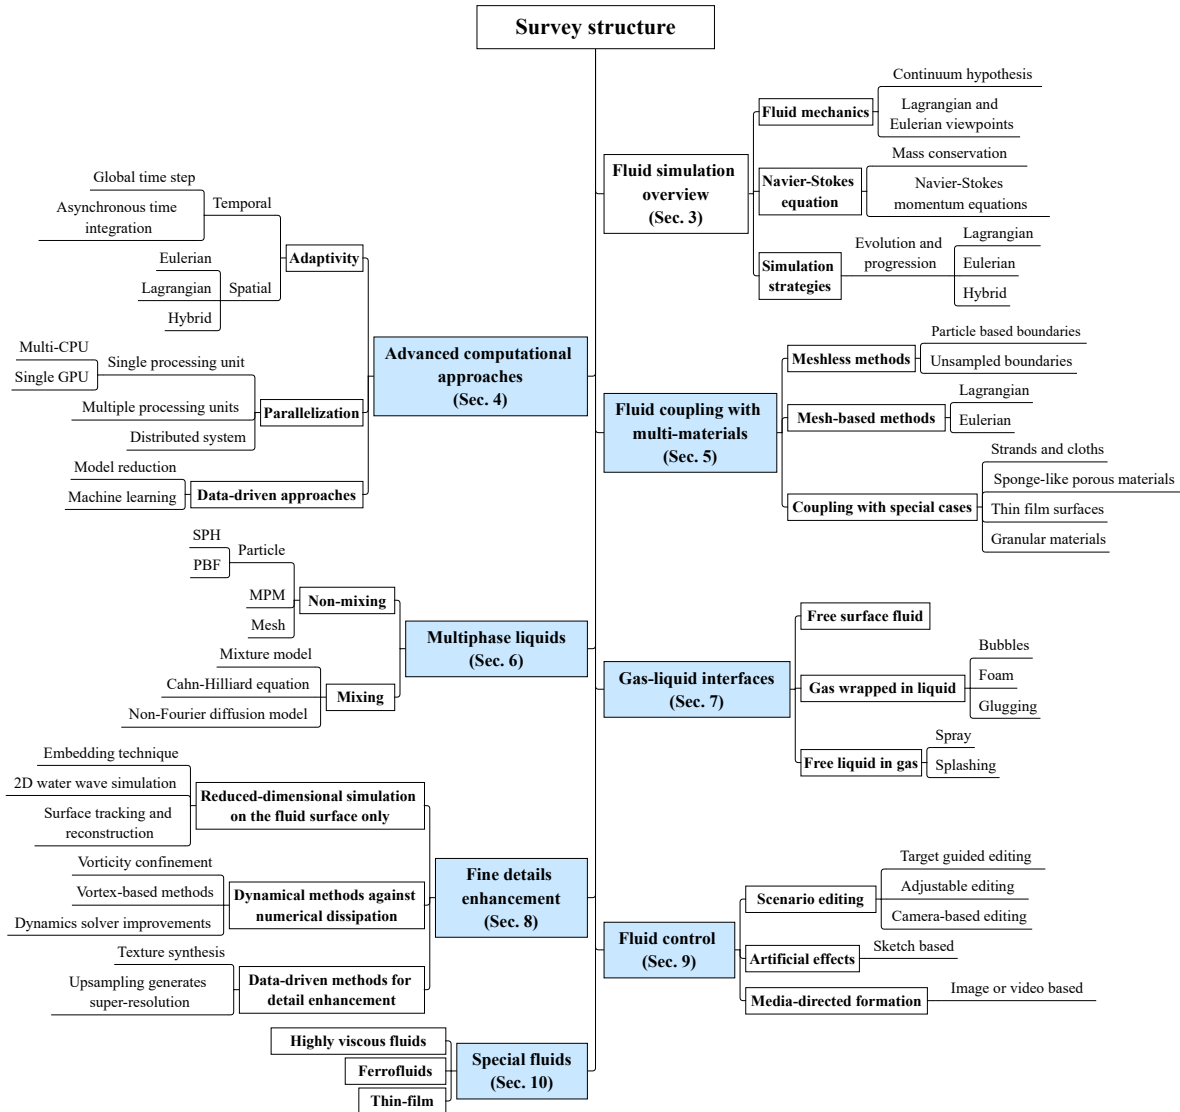 Survey structure
Fluid simulation
overview
(Sec. 3)
Fluid mechanics
Continuum hypothesis
Lagrangian and
Eulerian viewpoints
Navier-Stokes
equation
Mass conservation
Navier-Stokes
momentum equations
Simulation
strategies
Evolution and
progression
Lagrangian
Eulerian
Hybrid
Advanced computational
approaches
(Sec. 4)
Adaptivity
Temporal
Global time step
Asynchronous time
integration
Spatial
Eulerian
Lagrangian
Hybrid
Parallelization
Single processing unit
Multi-CPU
Single GPU
Multiple processing units
Distributed system
Data-driven approaches
Model reduction
Machine learning
Fluid coupling with
multi-materials
(Sec. 5)
Meshless methods
Particle based boundaries
Unsampled boundaries
Mesh-based methods
Lagrangian
Eulerian
Coupling with special cases
Strands and cloths
Sponge-like porous materials
Thin film surfaces
Granular materials
Multiphase liquids
(Sec. 6)
Non-mixing
Particle
SPH
PBF
MPM
Mesh
Mixing
Mixture model
Cahn-Hilliard equation
Non-Fourier diffusion model
Gas-liquid interfaces
(Sec. 7)
Free surface fluid
Gas wrapped in liquid
Bubbles
Foam
Glugging
Free liquid in gas
Spray
Splashing
Fine details
enhancement
(Sec. 8)
Reduced-dimensional simulation
on the fluid surface only
Embedding technique
2D water wave simulation
Surface tracking and
reconstruction
Dynamical methods against
numerical dissipation
Vorticity confinement
Vortex-based methods
Dynamics solver improvements
Data-driven methods for
detail enhancement
Texture synthesis
Upsampling generates
super-resolution
Fluid control
(Sec. 9)
Scenario editing
Target guided editing
Adjustable editing
Camera-based editing
Artificial effects
Sketch based
Media-directed formation
Image or video based
Special fluids
(Sec. 10)
Highly viscous fluids
Ferrofluids
Thin-film